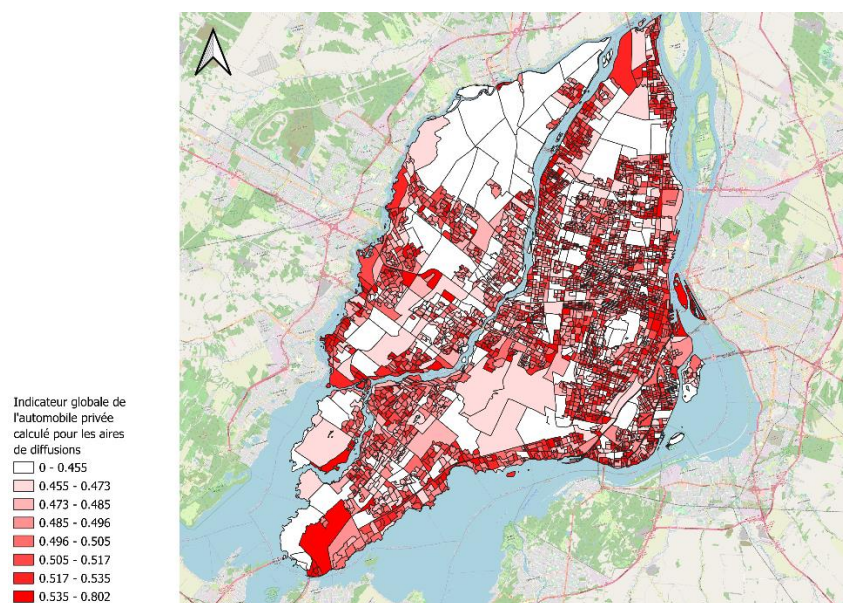 Indicateur globale de
l'automobile privée
calculé pour les aires
de diffusions
0 - 0.455
0.455 - 0.473
0.473 - 0.485
0.485 - 0.496
0.496 - 0.505
0.505 - 0.517
0.517 - 0.535
0.535 - 0.802